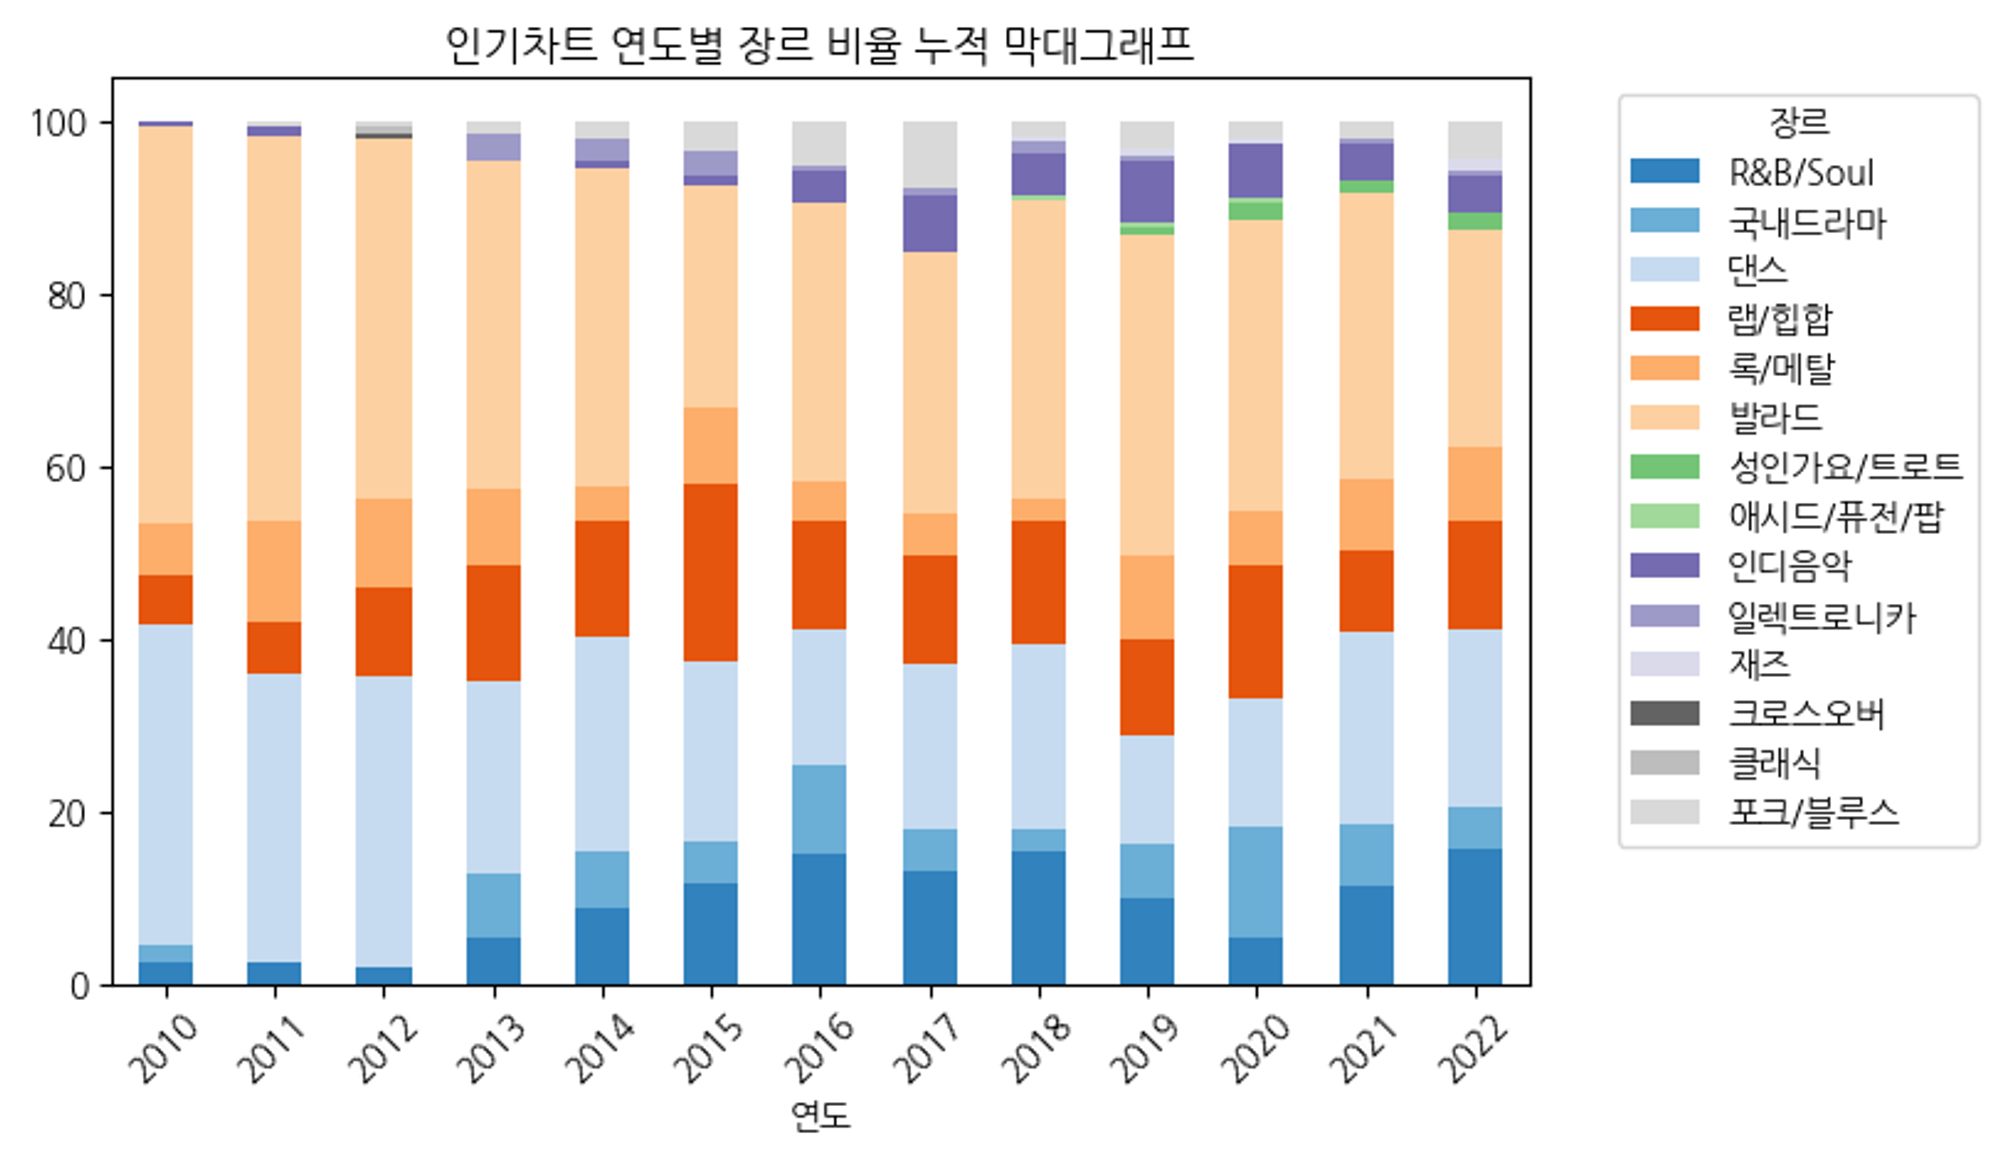 인기차트 연도별 장르 비율 누적 막대그래프
100
80
60
40
20
0
2010
2011
2012
2013
2014
2015
2016
2017
2018
2019
2020
2021
2022
연도
장르
R&B/Soul
국내드라마
댄스
랩/힙합
록/메탈
발라드
성인가요/트로트
애시드/퓨전/팝
인디음악
일렉트로니카
재즈
크로스오버
클래식
포크/블루스